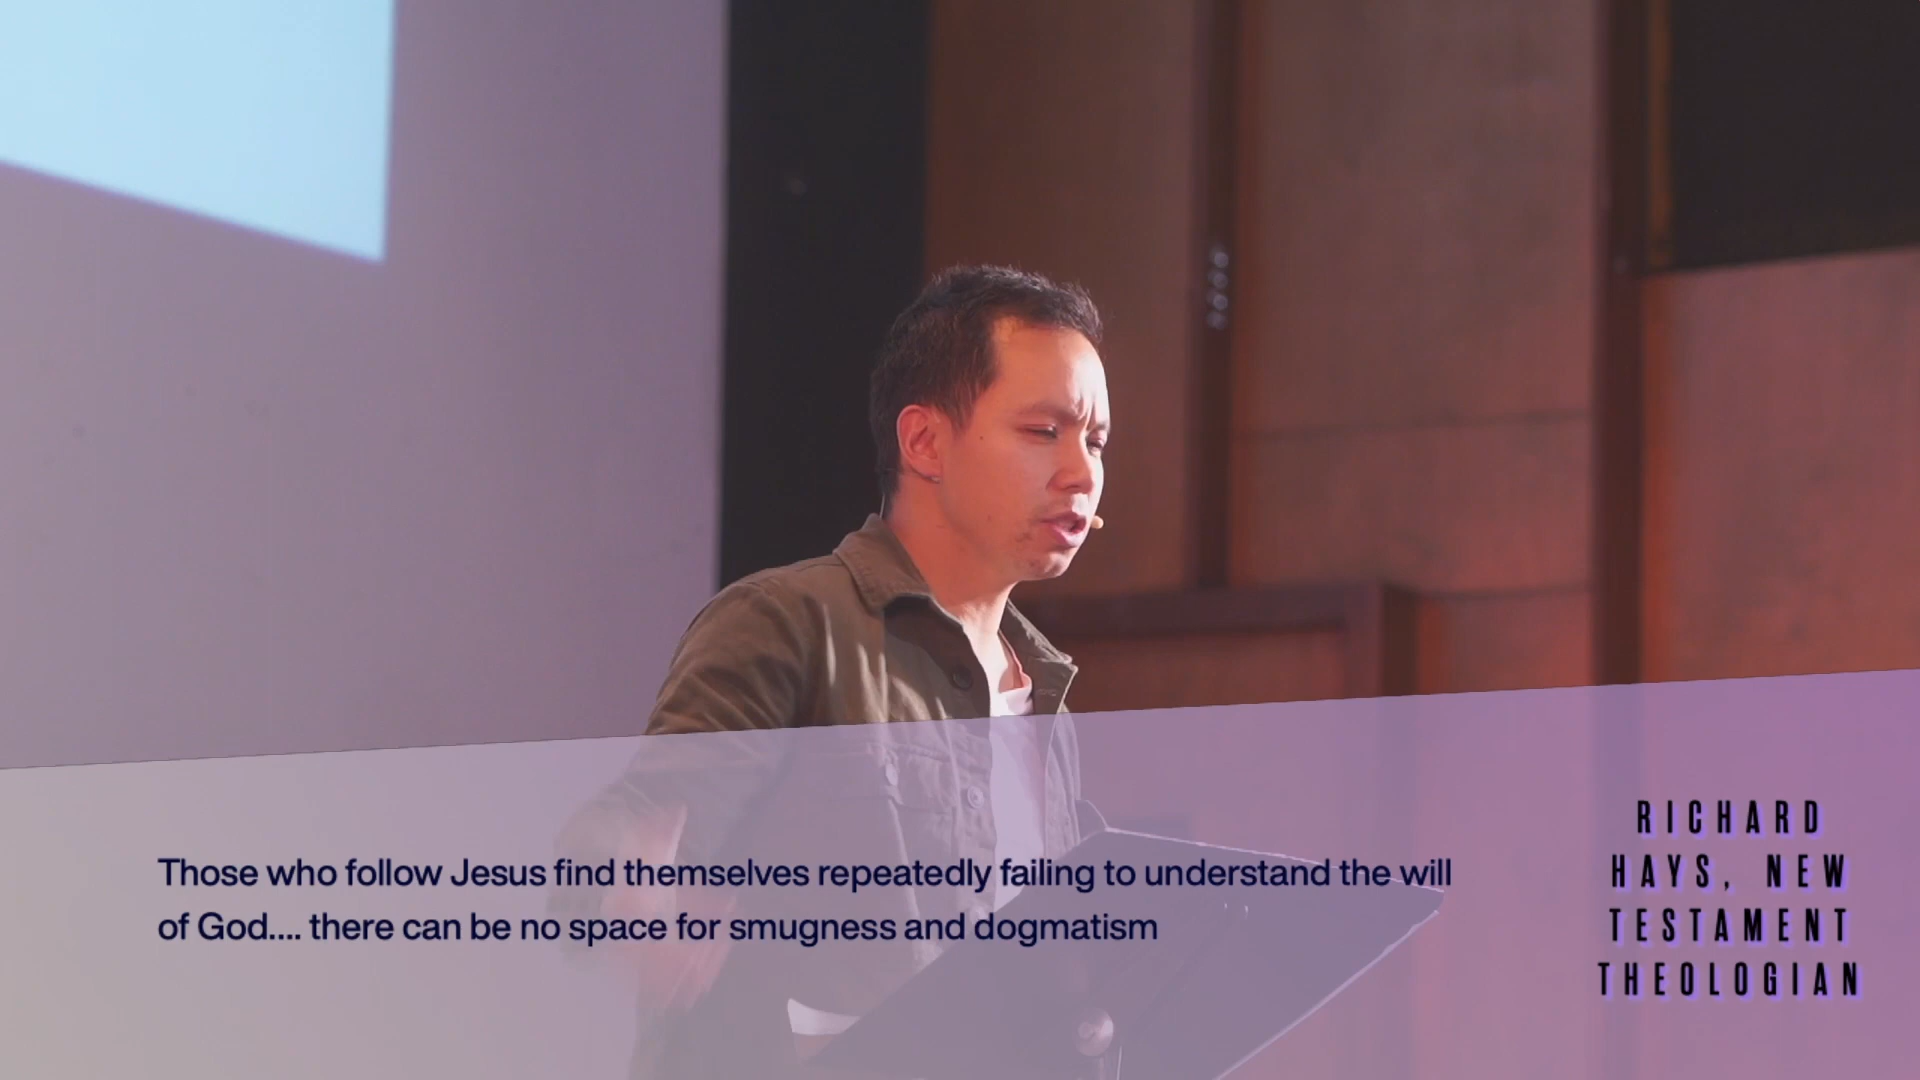 Those who follow Jesus find themselves repeatedly failing to understand the will
of God.... there can be no space for smugness and dogmatism
RICHARD
HAYS, NEW
TESTAMENT
THEOLOGIAN